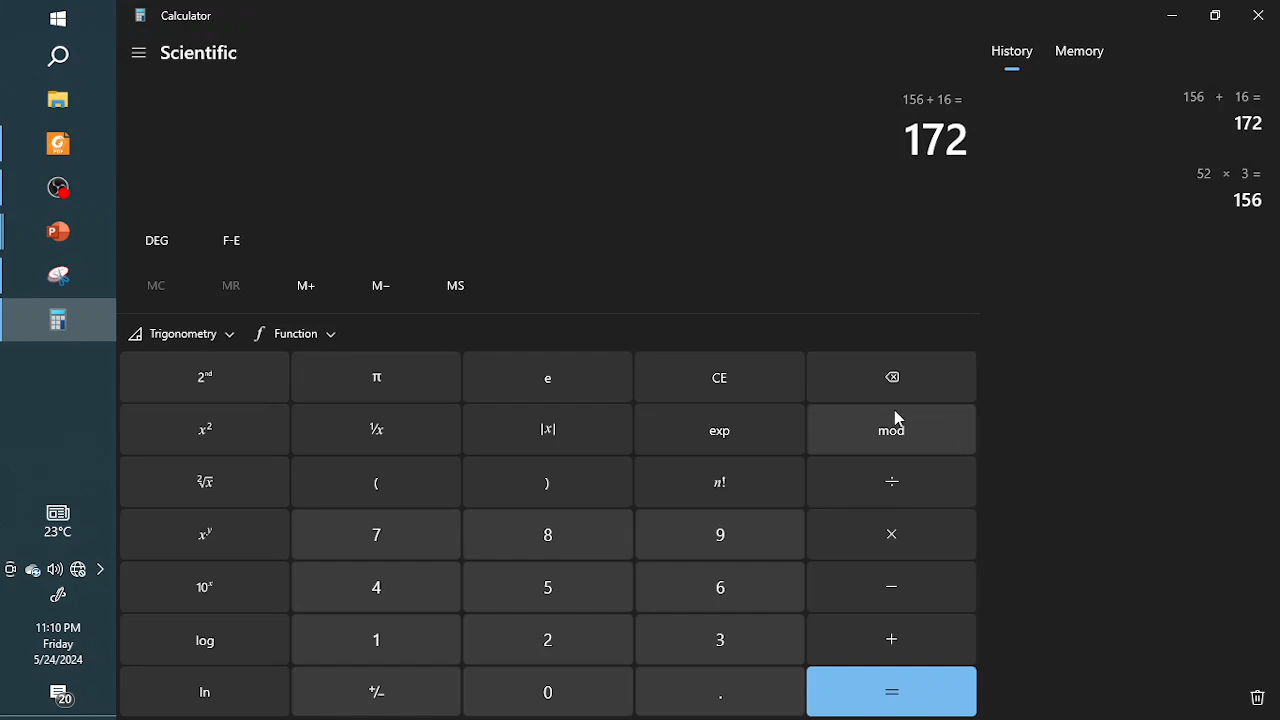 Calculator
Scientific
History Memory
156 + 16 =
172
156 + 16 =
172
52 × 3 =
156
DEG F-E
MC MR M+ M− MS
Trigonometry f Function
2ⁿᵈ π e CE
x² ¹⁄x |x| exp mod
²√x ( ) n! ÷
xʸ 7 8 9 ×
10ˣ 4 5 6 −
log 1 2 3 +
ln +/− 0 . =
PDF
P
23°C
11:10 PM
Friday
5/24/2024
20